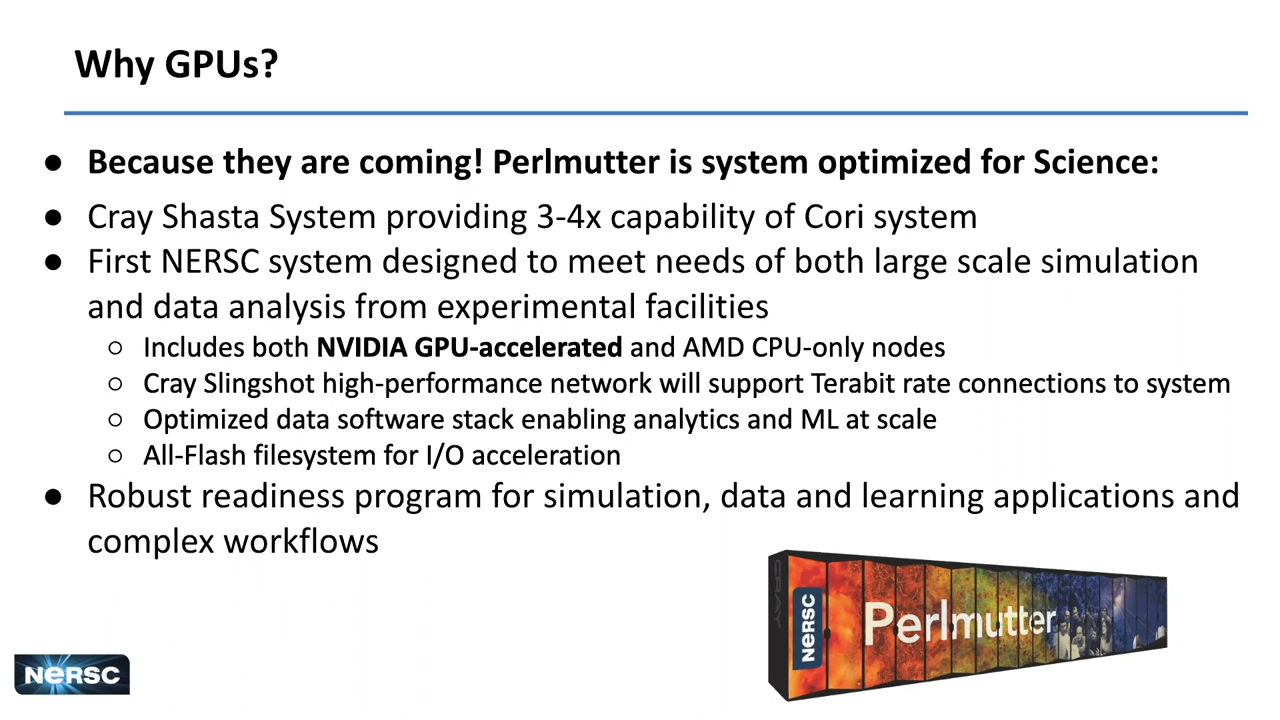 Why GPUs?
● Because they are coming! Perlmutter is system optimized for Science:
● Cray Shasta System providing 3-4x capability of Cori system
● First NERSC system designed to meet needs of both large scale simulation
and data analysis from experimental facilities
○ Includes both NVIDIA GPU-accelerated and AMD CPU-only nodes
○ Cray Slingshot high-performance network will support Terabit rate connections to system
○ Optimized data software stack enabling analytics and ML at scale
○ All-Flash filesystem for I/O acceleration
● Robust readiness program for simulation, data and learning applications and
complex workflows
CRAY
NERSC
Perlmutter
NERSC